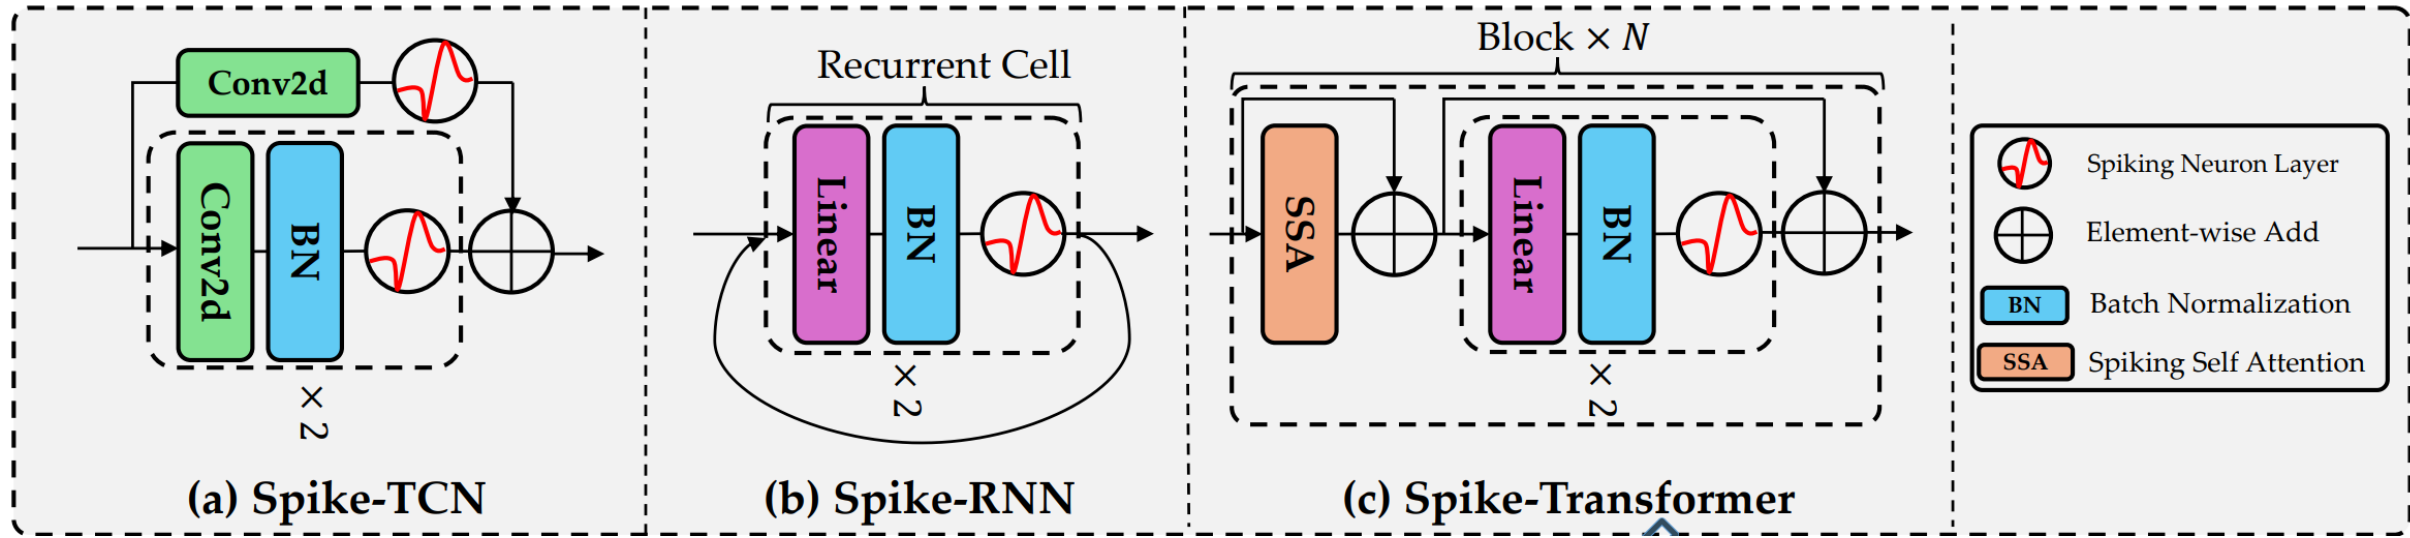 Conv2d
Conv2d
BN
× 2
(a) Spike-TCN
Recurrent Cell
Linear
BN
× 2
(b) Spike-RNN
Block × N
SSA
Linear
BN
× 2
(c) Spike-Transformer
Spiking Neuron Layer
Element-wise Add
BN Batch Normalization
SSA Spiking Self Attention